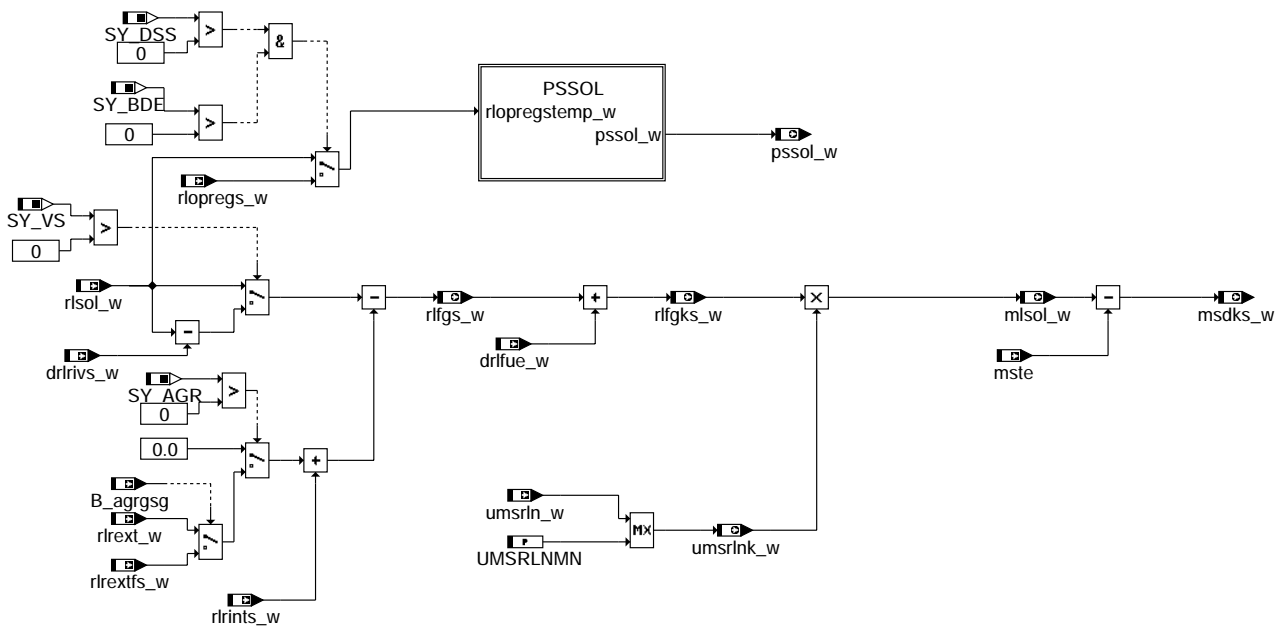 SY_DSS
>
0
&
SY_BDE
>
0
PSSOL
rlopregstemp_w
pssol_w
pssol_w
rlopregs_w
SY_VS
>
0
rlsol_w
-
rlfgs_w
+
rlfgks_w
X
mlsol_w
-
msdks_w
-
drlrivs_w
drlfue_w
mste
SY_AGR
>
0
0.0
+
B_agrgsg
rlrext_w
rlrextfs_w
rlrints_w
umsrln_w
P
UMSRLNMN
MX
umsrlnk_w